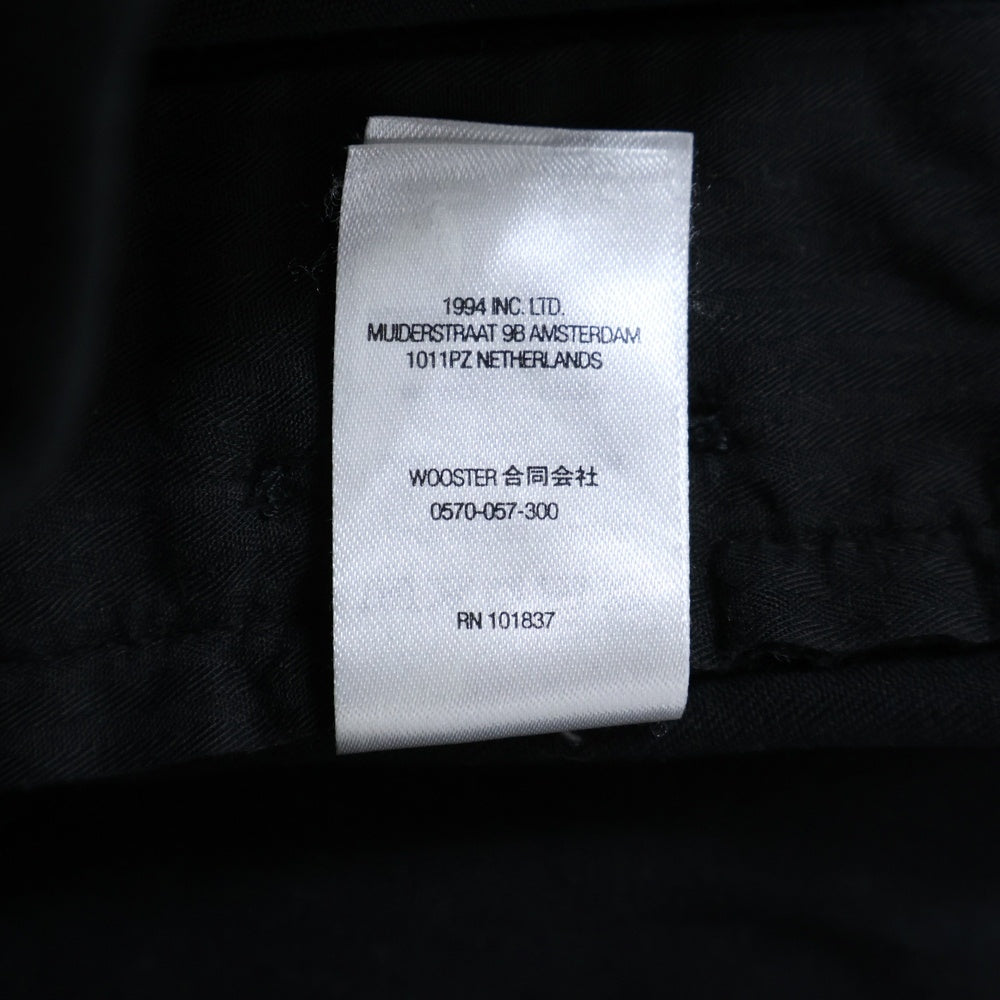 1994 INC. LTD.
MUIDERSTRAAT 9B AMSTERDAM
1011PZ NETHERLANDS
WOOSTER 合同会社
0570-057-300
RN 101837